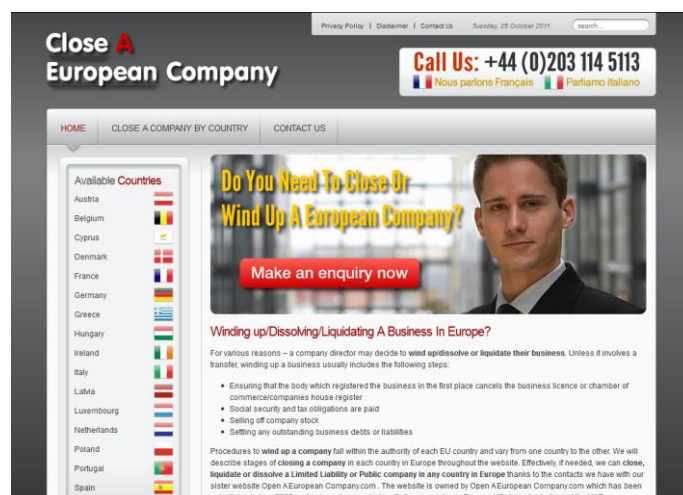 Privacy Policy | Disclaimer | Contact Us Tuesday, 25 October 2011 search...
Close A
European Company
Call Us: +44 (0)203 114 5113
Nous parlons Français Parliamo italiano
HOME CLOSE A COMPANY BY COUNTRY CONTACT US
Available Countries
Austria
Belgium
Cyprus
Denmark
France
Germany
Greece
Hungary
Ireland
Italy
Latvia
Luxembourg
Netherlands
Poland
Portugal
Spain
Do You Need To Close Or
Wind Up A European Company?
Make an enquiry now
Winding up/Dissolving/Liquidating A Business In Europe?
For various reasons – a company director may decide to wind up/dissolve or liquidate their business. Unless it involves a
transfer, winding up a business usually includes the following steps:
• Ensuring that the body which registered the business in the first place cancels the business licence or chamber of
commerce/companies house register
• Social security and tax obligations are paid
• Selling off company stock
• Settling any outstanding business debts or liabilities
Procedures to wind up a company fall within the authority of each EU country and vary from one country to the other. We will
describe stages of closing a company in each country in Europe throughout the website. Effectively, if needed, we can close,
liquidate or dissolve a Limited Liability or Public company in any country in Europe thanks to the contacts we have with our
sister website Open AEuropean Company.com . The website is owned by Open AEuropean Company.com which has been